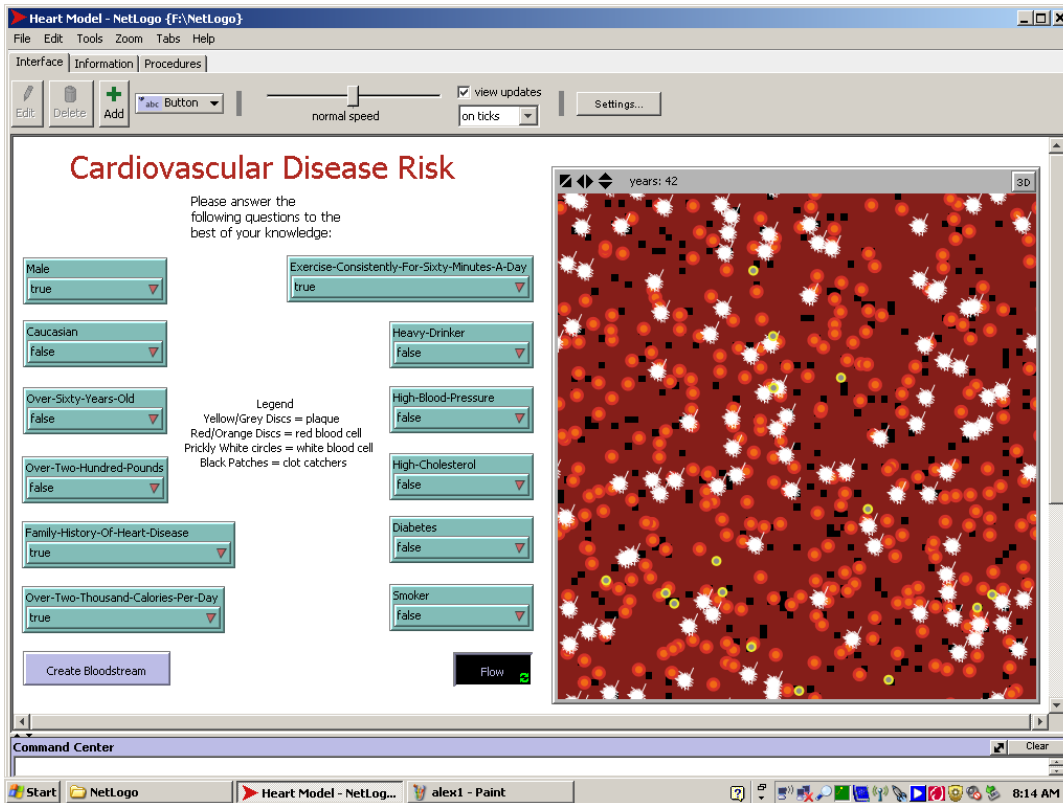 Heart Model - NetLogo {F:\NetLogo}
File Edit Tools Zoom Tabs Help
Interface Information Procedures
Edit Delete Add abc Button normal speed view updates on ticks Settings...
Cardiovascular Disease Risk
Please answer the
following questions to the
best of your knowledge:
Male
true
Exercise-Consistently-For-Sixty-Minutes-A-Day
true
Caucasian
false
Heavy-Drinker
false
Over-Sixty-Years-Old
false
High-Blood-Pressure
false
Legend
Yellow/Grey Discs = plaque
Red/Orange Discs = red blood cell
Prickly White circles = white blood cell
Black Patches = clot catchers
Over-Two-Hundred-Pounds
false
High-Cholesterol
false
Family-History-Of-Heart-Disease
true
Diabetes
false
Over-Two-Thousand-Calories-Per-Day
true
Smoker
false
Create Bloodstream
Flow
years: 42
3D
Command Center
Clear
Start NetLogo Heart Model - NetLog... alex1 - Paint 8:14 AM